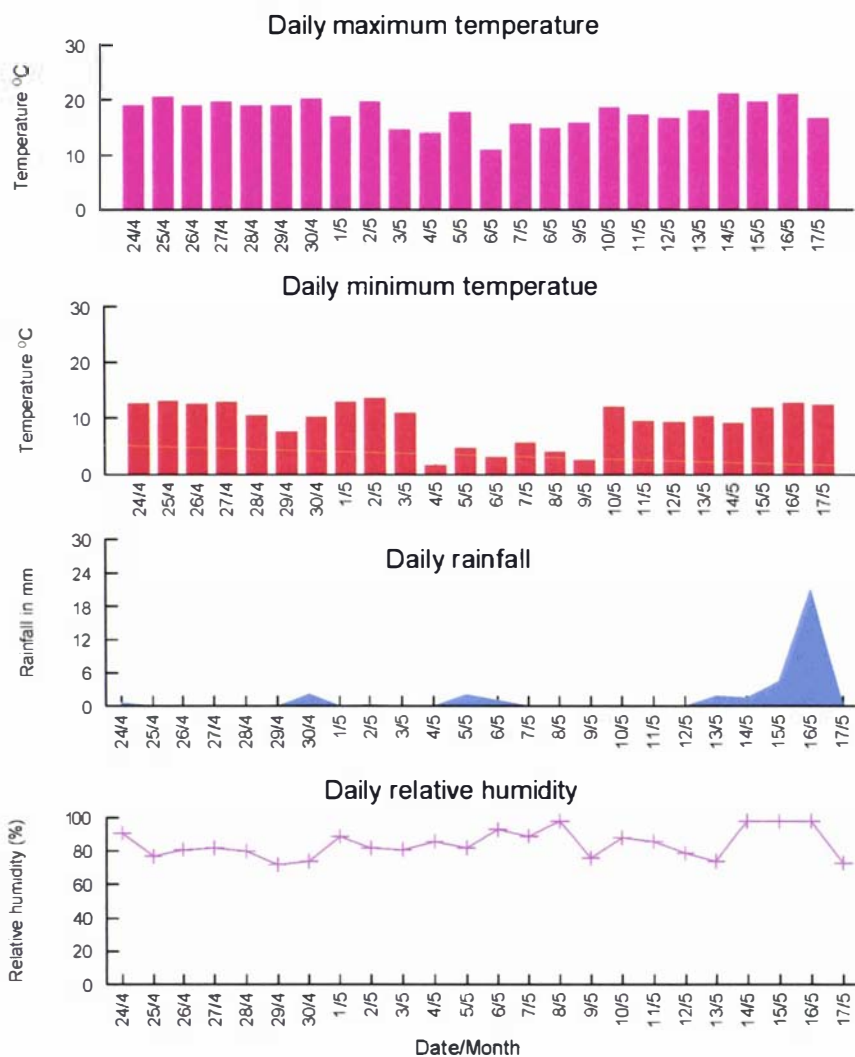 Daily maximum temperature
Temperature ⁰C
30
20
10
0
24/4 25/4 26/4 27/4 28/4 29/4 30/4 1/5 2/5 3/5 4/5 5/5 6/5 7/5 6/5 9/5 10/5 11/5 12/5 13/5 14/5 15/5 16/5 17/5
Daily minimum temperatue
Temperature ⁰C
30
20
10
0
24/4 25/4 26/4 27/4 28/4 29/4 30/4 1/5 2/5 3/5 4/5 5/5 6/5 7/5 8/5 9/5 10/5 11/5 12/5 13/5 14/5 15/5 16/5 17/5
Daily rainfall
Rainfall in mm
30
24
18
12
6
0
24/4 25/4 26/4 27/4 28/4 29/4 30/4 1/5 2/5 3/5 4/5 5/5 6/5 7/5 8/5 9/5 10/5 11/5 12/5 13/5 14/5 15/5 16/5 17/5
Daily relative humidity
Relative humidity (%)
100
80
60
40
20
0
24/4 25/4 26/4 27/4 28/4 29/4 30/4 1/5 2/5 3/5 4/5 5/5 6/5 7/5 8/5 9/5 10/5 11/5 12/5 13/5 14/5 15/5 16/5 17/5
Date/Month